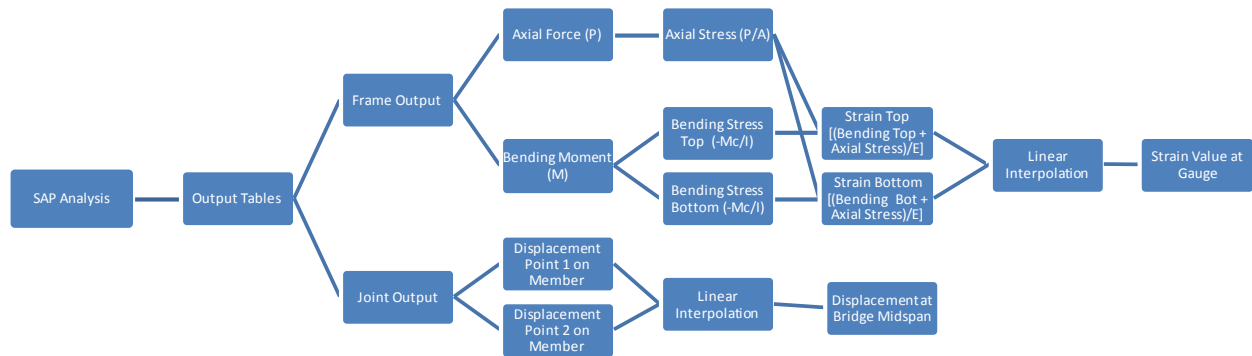 SAP Analysis
Output Tables
Frame Output
Axial Force (P)
Axial Stress (P/A)
Bending Moment
(M)
Bending Stress
Top (-Mc/I)
Bending Stress
Bottom (-Mc/I)
Strain Top
[(Bending Top +
Axial Stress)/E]
Strain Bottom
[(Bending Bot +
Axial Stress)/E]
Linear
Interpolation
Strain Value at
Gauge
Joint Output
Displacement
Point 1 on
Member
Displacement
Point 2 on
Member
Linear
Interpolation
Displacement at
Bridge Midspan